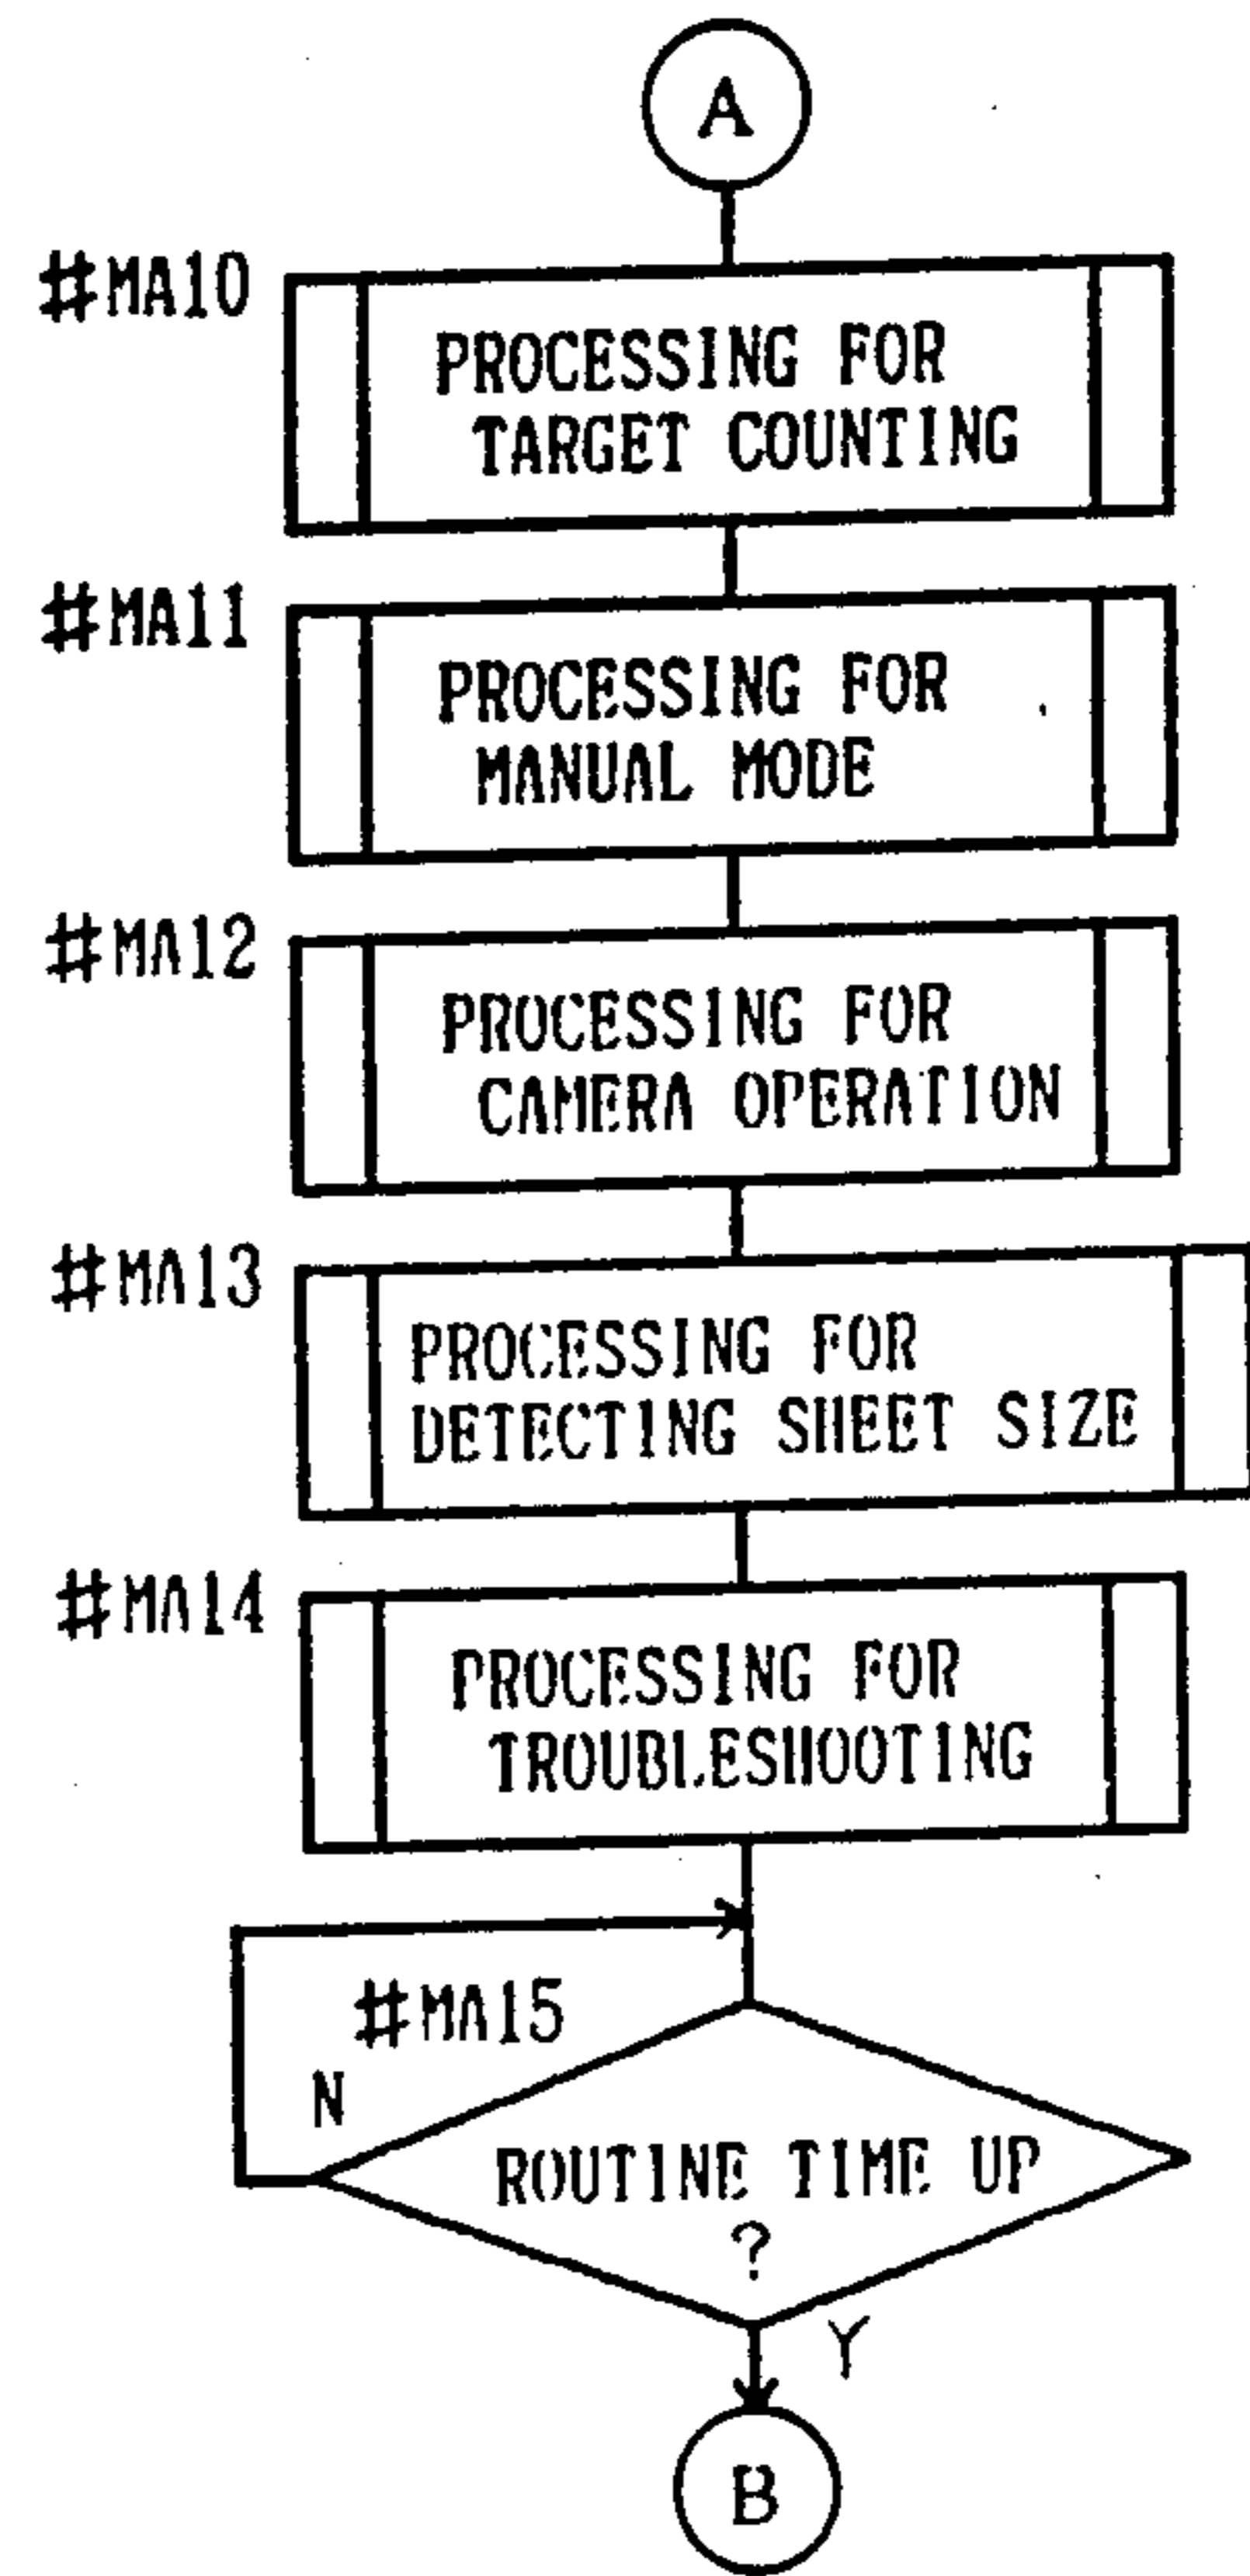 A
#MA10
PROCESSING FOR
TARGET COUNTING
#MA11
PROCESSING FOR
MANUAL MODE
#MA12
PROCESSING FOR
CAMERA OPERATION
#MA13
PROCESSING FOR
DETECTING SHEET SIZE
#MA14
PROCESSING FOR
TROUBLESHOOTING
#MA15
N
ROUTINE TIME UP
?
Y
B